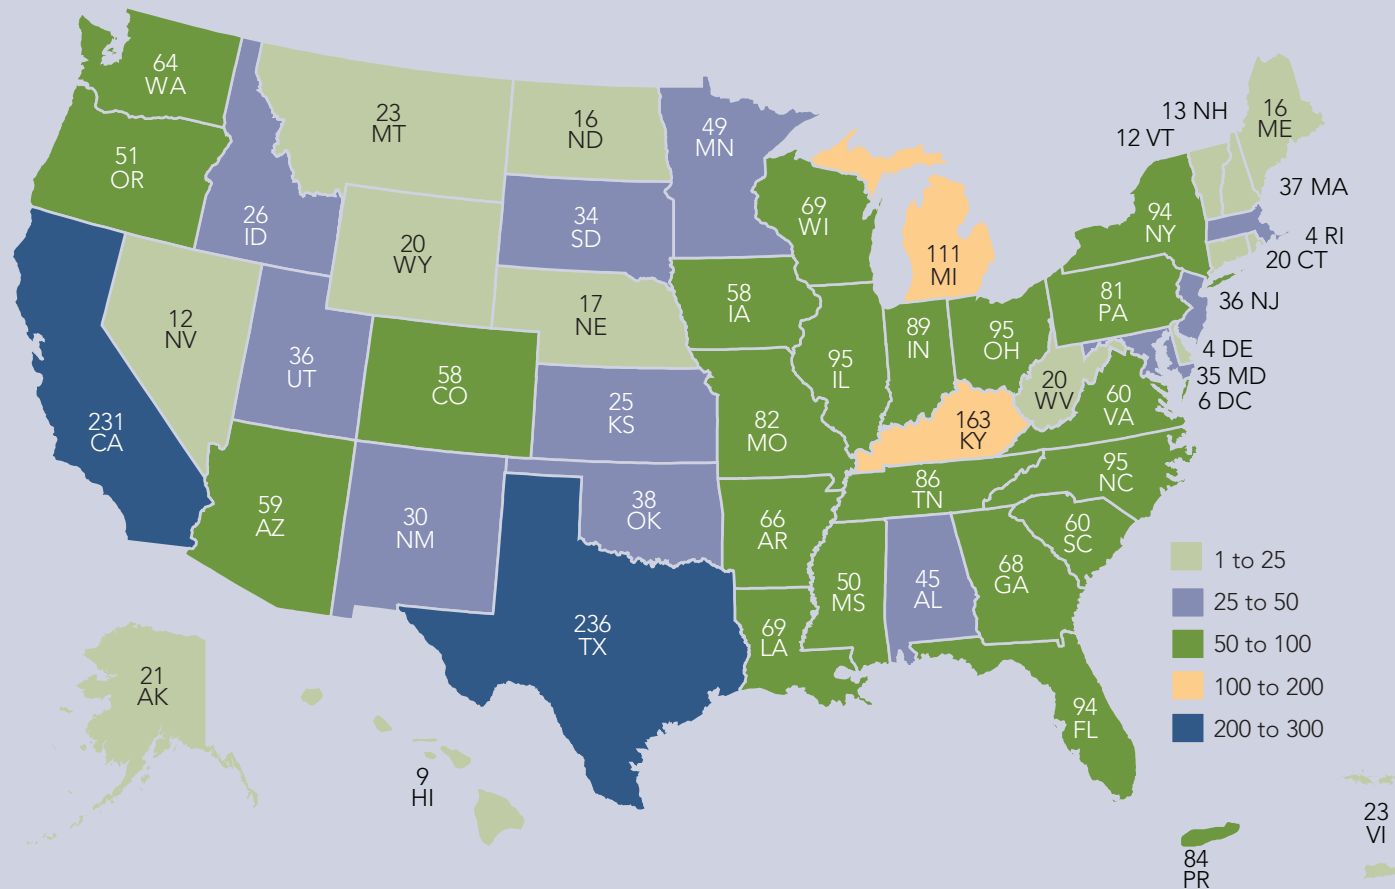 64
WA
23
MT
16
ND
49
MN
13 NH
12 VT
16
ME
51
OR
26
ID
34
SD
69
WI
94
NY
37 MA
4 RI
20 CT
20
WY
111
MI
58
IA
81
PA
36 NJ
12
NV
17
NE
89
IN
95
OH
4 DE
35 MD
6 DC
36
UT
58
CO
95
IL
20
WV
60
VA
231
CA
25
KS
82
MO
163
KY
95
NC
59
AZ
30
NM
38
OK
66
AR
86
TN
60
SC
50
MS
45
AL
68
GA
236
TX
69
LA
94
FL
21
AK
9
HI
84
PR
23
VI
1 to 25
25 to 50
50 to 100
100 to 200
200 to 300